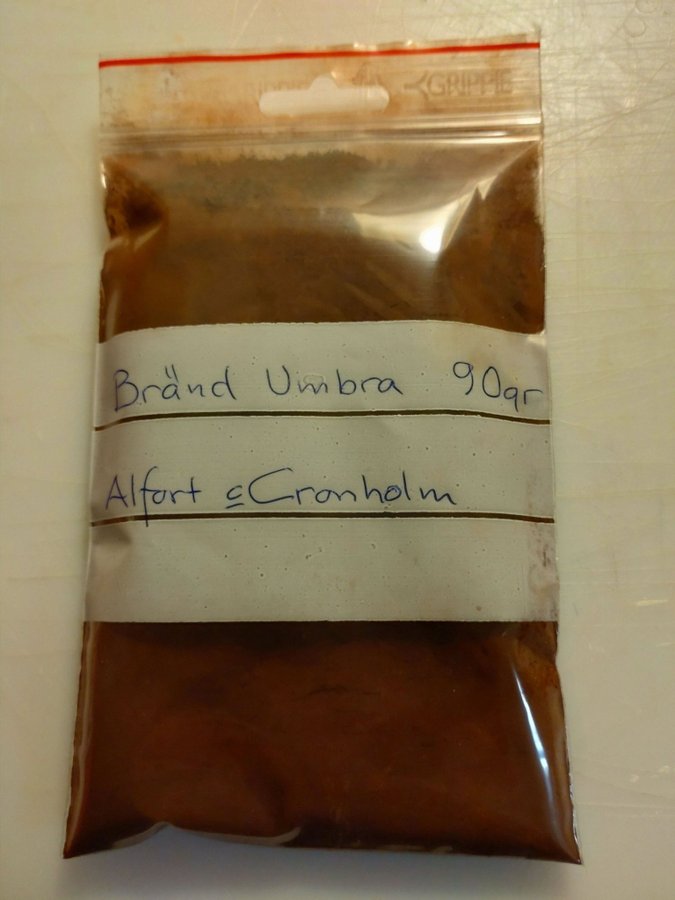 GRIPPIE
Bränd Umbra 90gr
Alfort & Cronholm